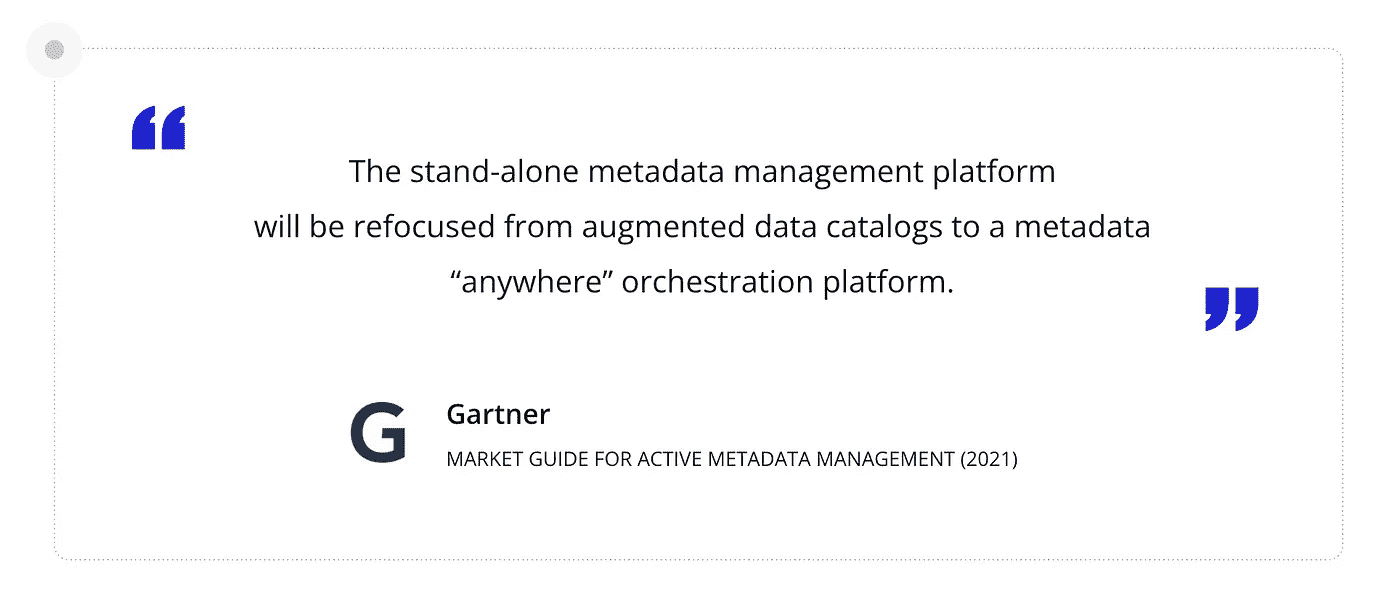 “
The stand-alone metadata management platform
will be refocused from augmented data catalogs to a metadata
“anywhere” orchestration platform.
”
G
Gartner
MARKET GUIDE FOR ACTIVE METADATA MANAGEMENT (2021)